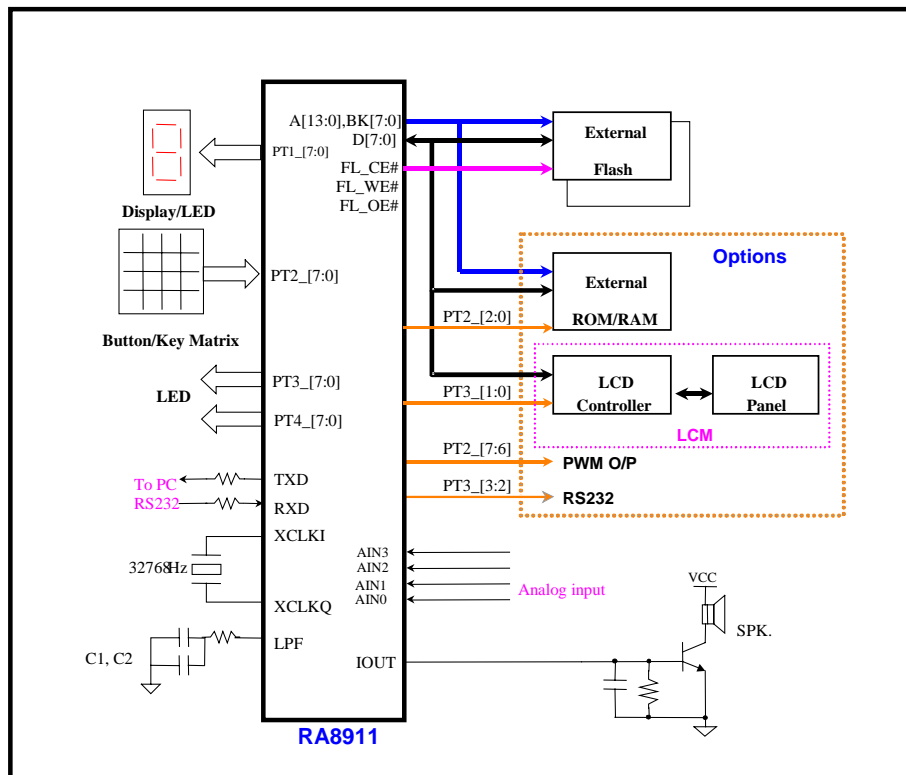 A[13:0],BK[7:0]
D[7:0]
PT1_[7:0]
FL_CE#
FL_WE#
FL_OE#
External
Flash
Display/LED
Options
PT2_[7:0]
External
ROM/RAM
PT2_[2:0]
Button/Key Matrix
PT3_[7:0]
LED
PT4_[7:0]
PT3_[1:0]
LCD
Controller
LCD
Panel
LCM
PT2_[7:6]
PWM O/P
To PC
RS232
TXD
RXD
PT3_[3:2]
RS232
XCLKI
32768Hz
XCLKQ
AIN3
AIN2
AIN1
AIN0
Analog input
VCC
SPK.
LPF
C1, C2
IOUT
RA8911